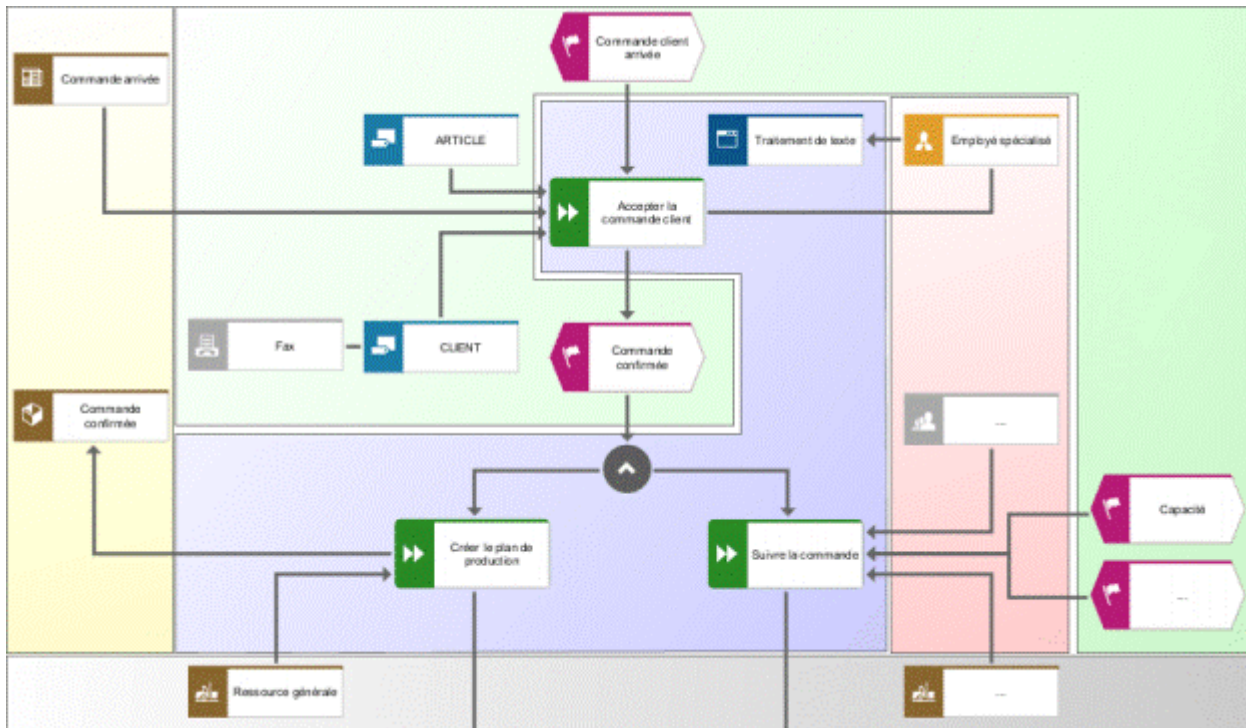 Commande client
arrivée
Commande arrivée
ARTICLE
Traitement de texte
Employé spécialisé
Accepter la
commande client
Fax
CLIENT
Commande
confirmée
Commande
confirmée
....
Capacité
Créer le plan de
production
Suivre la commande
....
Ressource générale
....